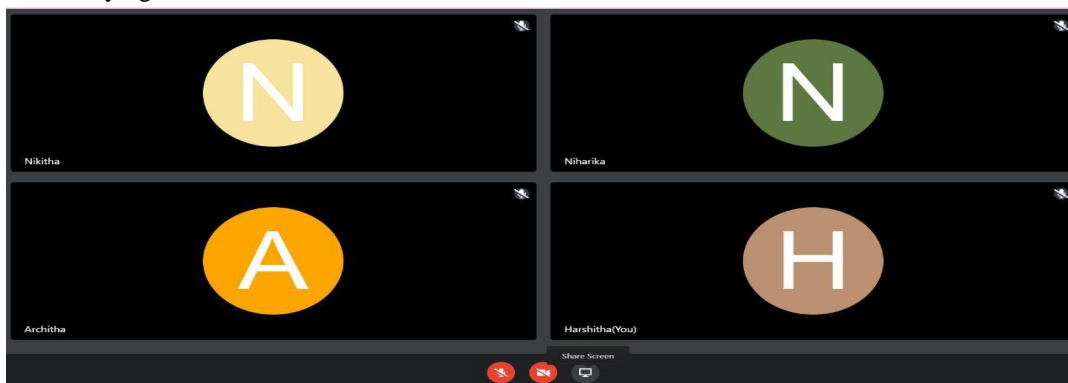 N
Nikitha
N
Niharika
A
Architha
H
Harshitha(You)
Share Screen